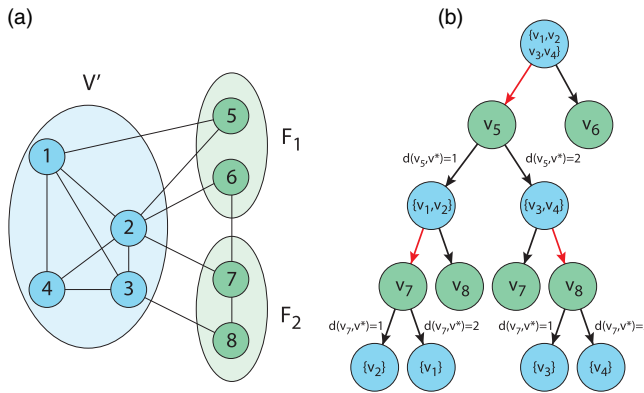 (a)
V'
1
2
3
4
5
6
F1
7
8
F2
(b)
{v1,v2
v3,v4}
v5
v6
d(v5,v*)=1
d(v5,v*)=2
{v1,v2}
{v3,v4}
v7
v8
v7
v8
d(v7,v*)=1
d(v7,v*)=2
d(v7,v*)=1
d(v7,v*)=
{v2}
{v1}
{v3}
{v4}